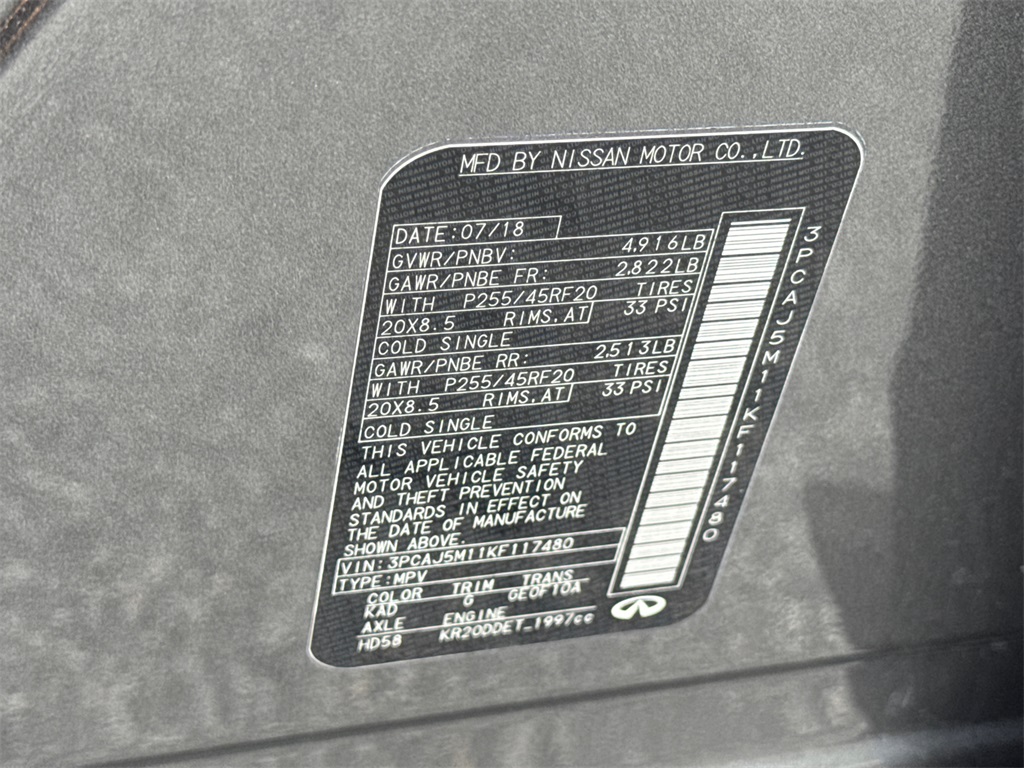 MFD BY NISSAN MOTOR CO.,LTD.
DATE:07/18
GVWR/PNBV: 4,916LB
GAWR/PNBE FR: 2,822LB
WITH P255/45RF20 TIRES
20X8.5 RIMS.AT 33 PSI
COLD SINGLE
GAWR/PNBE RR: 2,513LB
WITH P255/45RF20 TIRES
20X8.5 RIMS.AT 33 PSI
COLD SINGLE
THIS VEHICLE CONFORMS TO
ALL APPLICABLE FEDERAL
MOTOR VEHICLE SAFETY
AND THEFT PREVENTION
STANDARDS IN EFFECT ON
THE DATE OF MANUFACTURE
SHOWN ABOVE.
VIN:3PCAJ5M11KF117480
TYPE:MPV
COLOR TRIM TRANS
KAD G GE0F10A
AXLE ENGINE
HD58 KR20DDET_1997cc
3PCAJ5M11KF117480